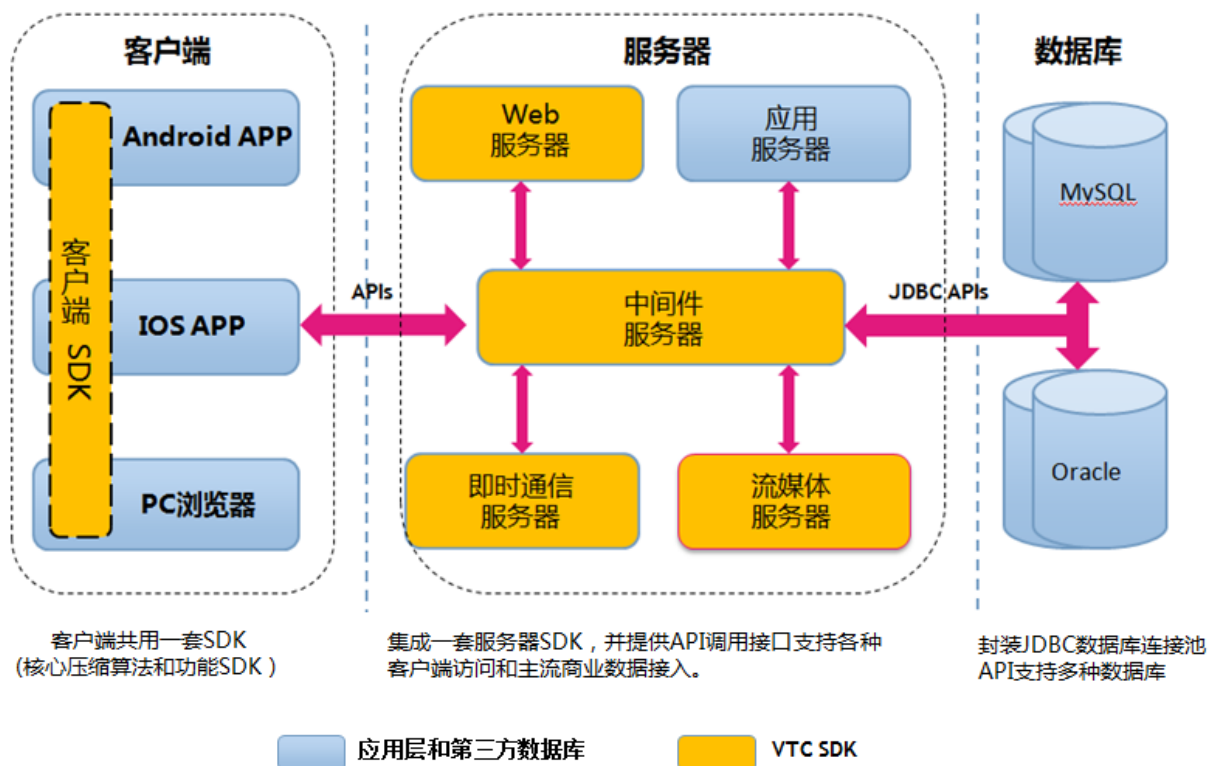 客户端
服务器
数据库
Android APP
IOS APP
PC浏览器
客户端 SDK
APIs
Web
服务器
应用
服务器
中间件
服务器
即时通信
服务器
流媒体
服务器
JDBC APIs
MySQL
Oracle
客户端共用一套SDK
(核心压缩算法和功能SDK）
集成一套服务器SDK，并提供API调用接口支持各种
客户端访问和主流商业数据接入。
封装JDBC数据库连接池
API支持多种数据库
应用层和第三方数据库
VTC SDK